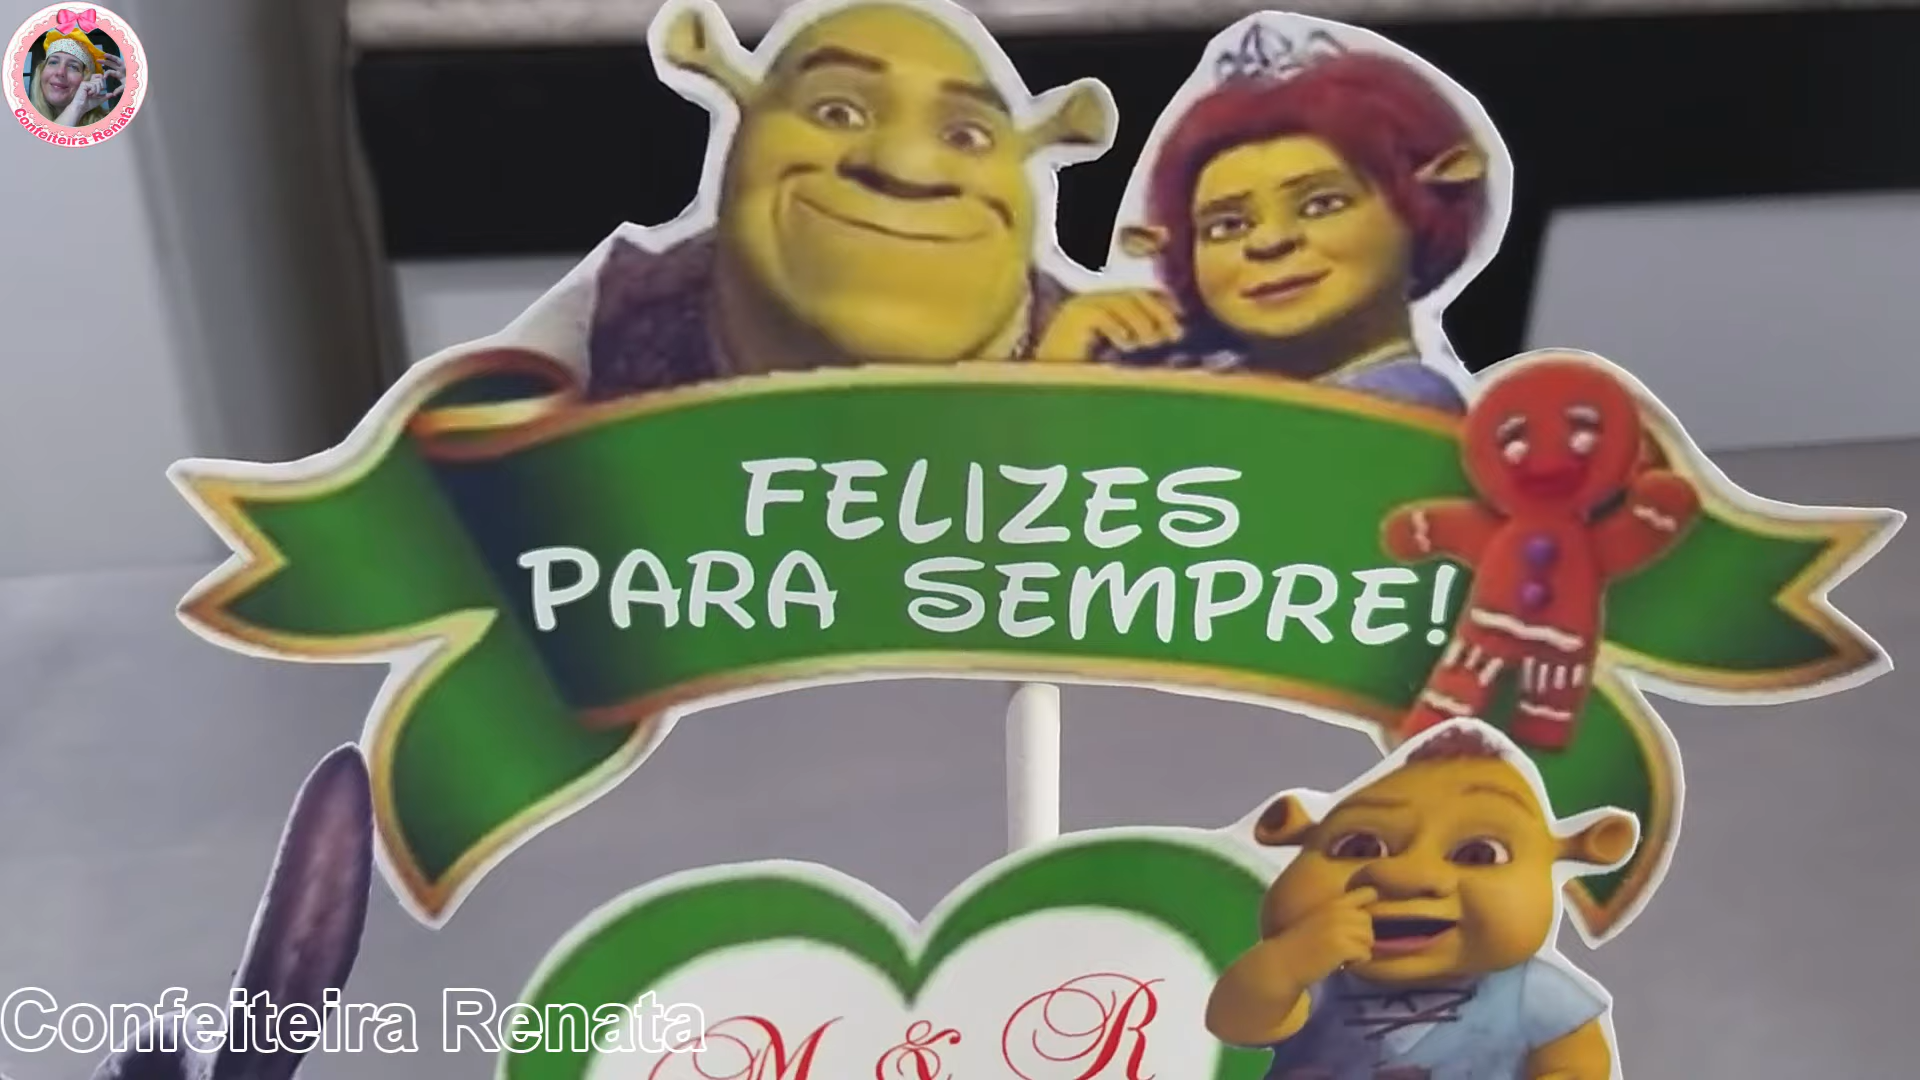 Confeiteira Renata
FELIZES
PARA SEMPRE!
M & R
Confeiteira Renata